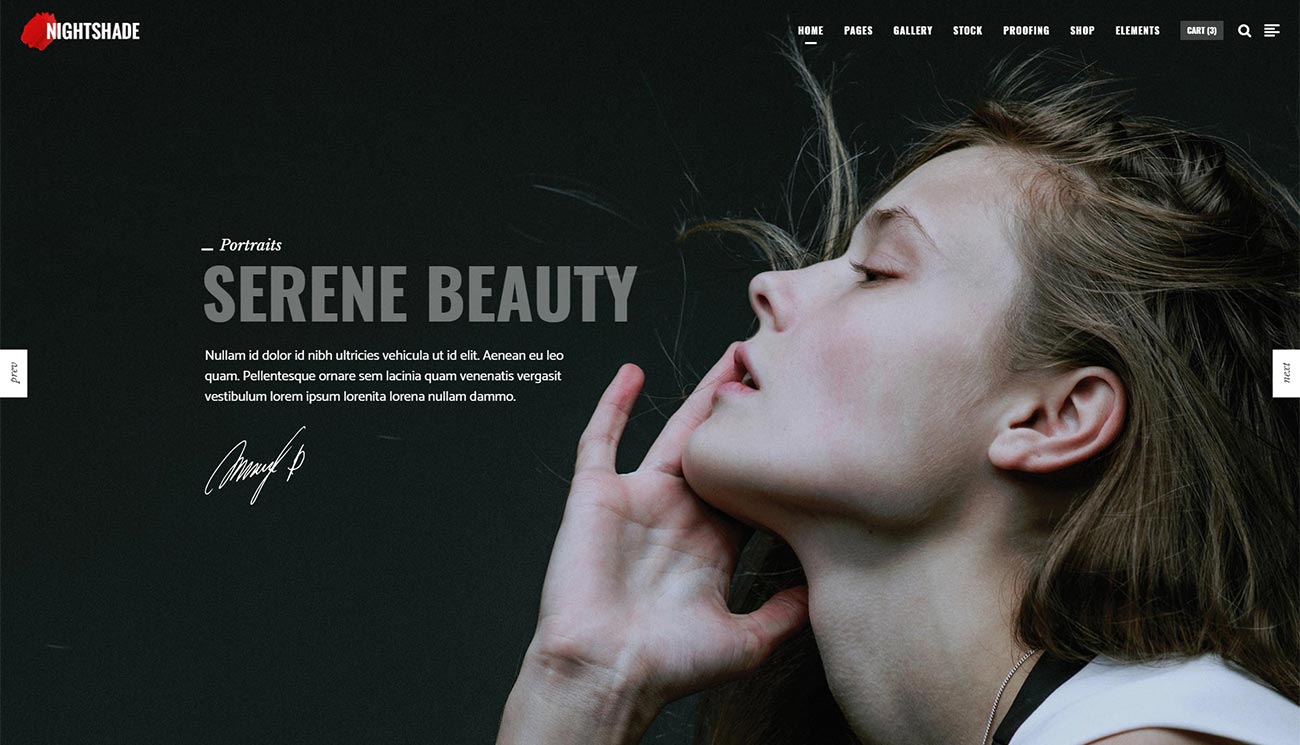 NIGHTSHADE
HOME PAGES GALLERY STOCK PROOFING SHOP ELEMENTS CART (3)
Portraits
SERENE BEAUTY
Nullam id dolor id nibh ultricies vehicula ut id elit. Aenean eu leo
quam. Pellentesque ornare sem lacinia quam venenatis vergasit
vestibulum lorem ipsum lorenita lorena nullam dammo.
prev
next